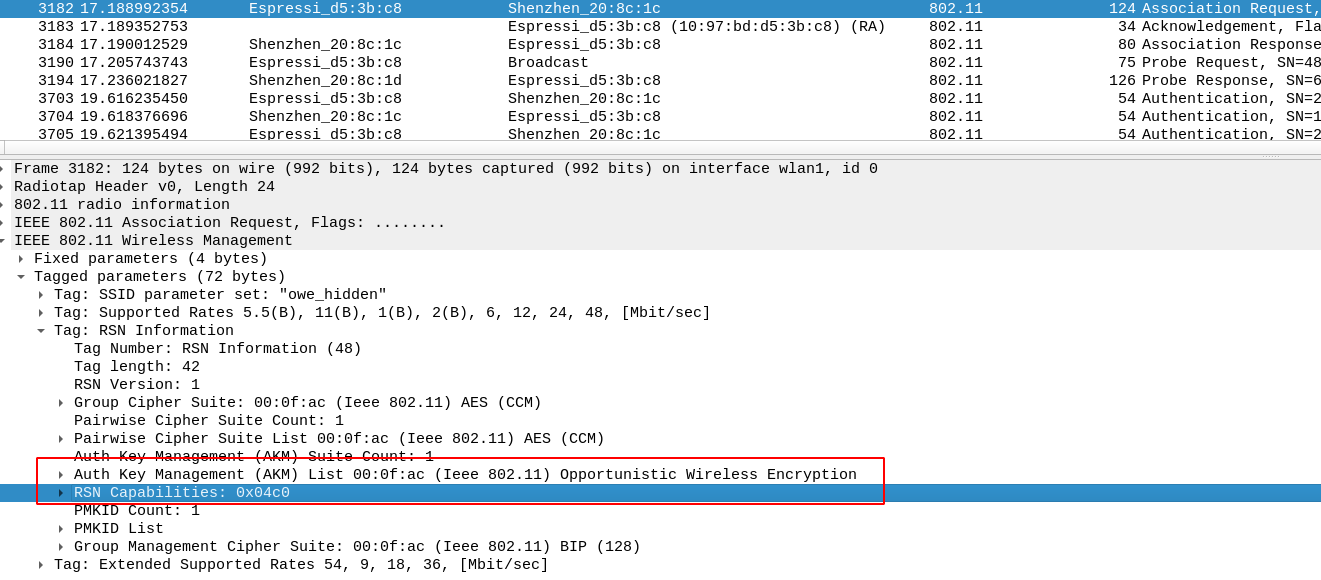 3182 17.188992354 Espressi_d5:3b:c8 Shenzhen_20:8c:1c 802.11 124 Association Request,
3183 17.189352753 Espressi_d5:3b:c8 (10:97:bd:d5:3b:c8) (RA) 802.11 34 Acknowledgement, Fla
3184 17.190012529 Shenzhen_20:8c:1c Espressi_d5:3b:c8 802.11 80 Association Response
3190 17.205743743 Espressi_d5:3b:c8 Broadcast 802.11 75 Probe Request, SN=48
3194 17.236021827 Shenzhen_20:8c:1d Espressi_d5:3b:c8 802.11 126 Probe Response, SN=6
3703 19.616235450 Espressi_d5:3b:c8 Shenzhen_20:8c:1c 802.11 54 Authentication, SN=2
3704 19.618376696 Shenzhen_20:8c:1c Espressi_d5:3b:c8 802.11 54 Authentication, SN=1
3705 19.621395494 Espressi_d5:3b:c8 Shenzhen_20:8c:1c 802.11 54 Authentication, SN=2
Frame 3182: 124 bytes on wire (992 bits), 124 bytes captured (992 bits) on interface wlan1, id 0
Radiotap Header v0, Length 24
802.11 radio information
IEEE 802.11 Association Request, Flags: ........
IEEE 802.11 Wireless Management
Fixed parameters (4 bytes)
Tagged parameters (72 bytes)
Tag: SSID parameter set: "owe_hidden"
Tag: Supported Rates 5.5(B), 11(B), 1(B), 2(B), 6, 12, 24, 48, [Mbit/sec]
Tag: RSN Information
Tag Number: RSN Information (48)
Tag length: 42
RSN Version: 1
Group Cipher Suite: 00:0f:ac (Ieee 802.11) AES (CCM)
Pairwise Cipher Suite Count: 1
Pairwise Cipher Suite List 00:0f:ac (Ieee 802.11) AES (CCM)
Auth Key Management (AKM) Suite Count: 1
Auth Key Management (AKM) List 00:0f:ac (Ieee 802.11) Opportunistic Wireless Encryption
RSN Capabilities: 0x04c0
PMKID Count: 1
PMKID List
Group Management Cipher Suite: 00:0f:ac (Ieee 802.11) BIP (128)
Tag: Extended Supported Rates 54, 9, 18, 36, [Mbit/sec]